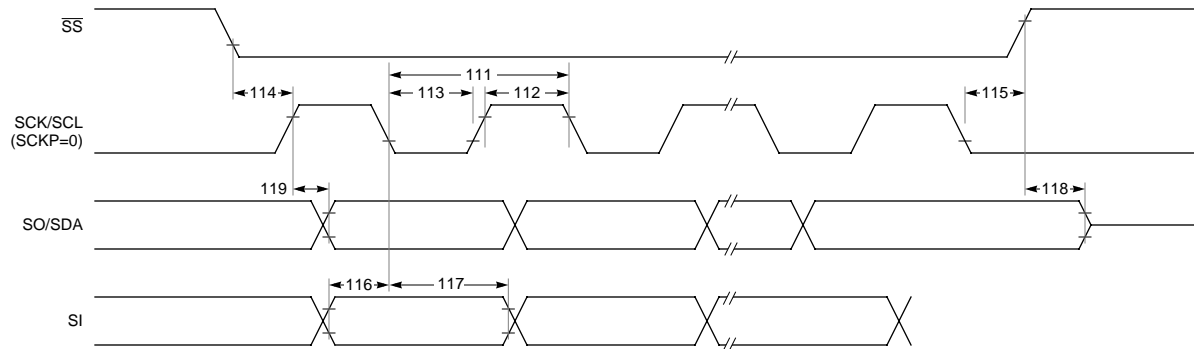 SS
111
114
113
112
115
SCK/SCL
(SCKP=0)
119
118
SO/SDA
116
117
SI